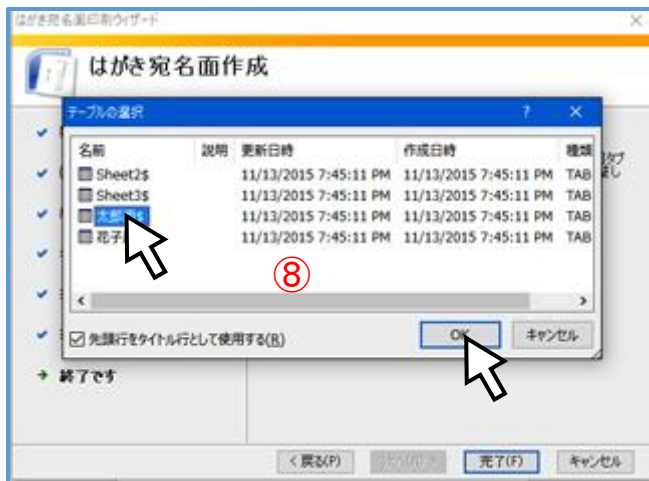 はがき宛名面印刷ウィザード
はがき宛名面作成
テーブルの選択
名前 説明 更新日時 作成日時 種類
Sheet2$ 11/13/2015 7:45:11 PM 11/13/2015 7:45:11 PM TAB
Sheet3$ 11/13/2015 7:45:11 PM 11/13/2015 7:45:11 PM TAB
太郎 11/13/2015 7:45:11 PM 11/13/2015 7:45:11 PM TAB
花子 11/13/2015 7:45:11 PM 11/13/2015 7:45:11 PM TAB
⑧
先頭行をタイトル行として使用する(R)
OK キャンセル
終了です
< 戻る(P) 完了(F) キャンセル